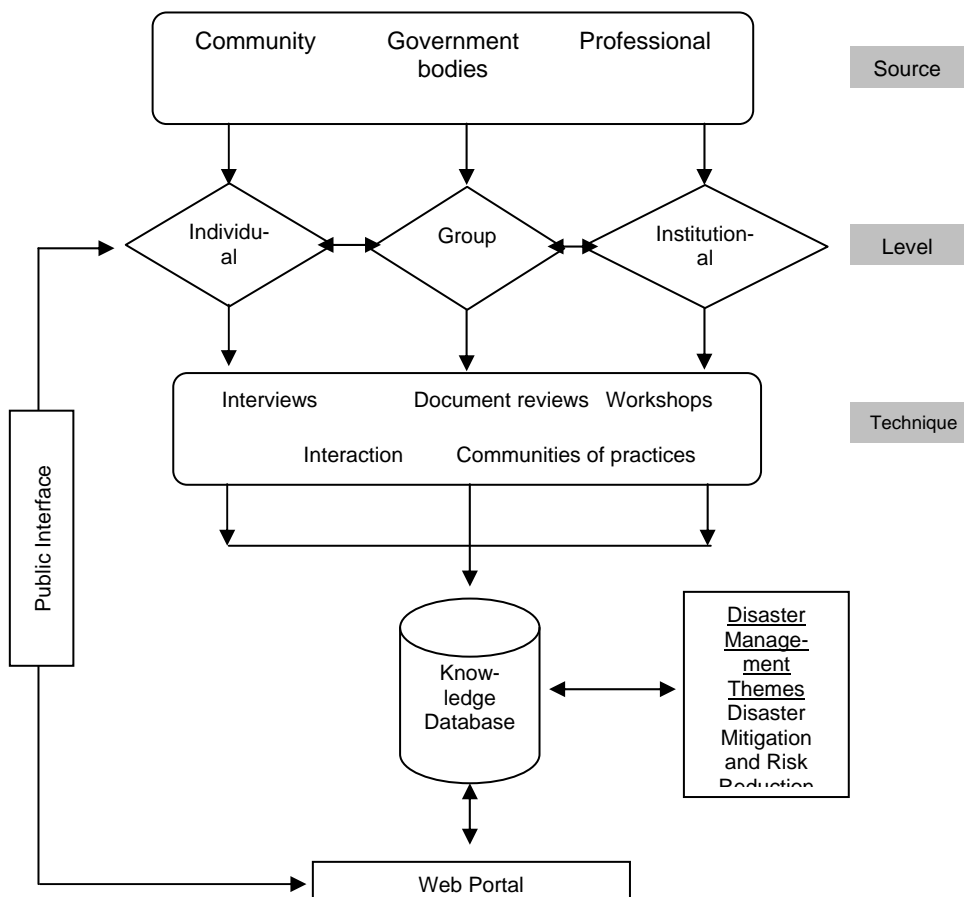 Community Government Professional
bodies
Source
Individu-
al
Group
Institution-
al
Level
Interviews Document reviews Workshops
Interaction Communities of practices
Technique
Public Interface
Know-
ledge
Database
Disaster
Manage-
ment
Themes
Disaster
Mitigation
and Risk
Reduction
Web Portal